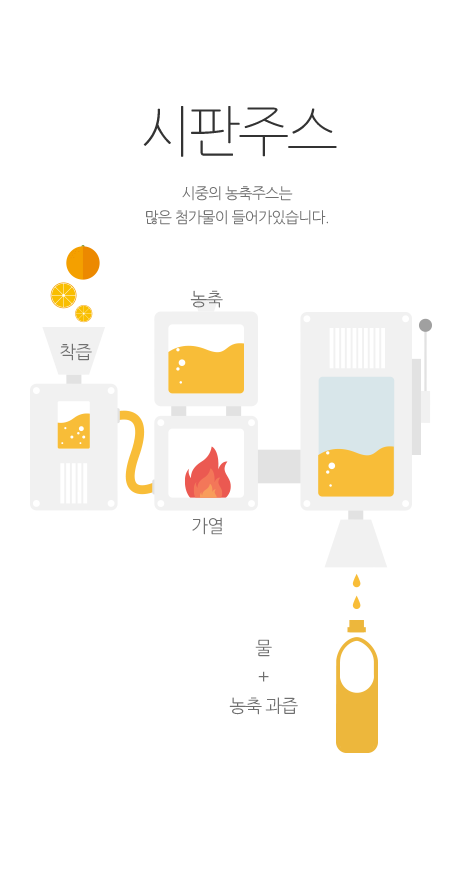 시판주스
시중의 농축주스는
많은 첨가물이 들어가있습니다.
농축
착즙
가열
물
+
농축 과즙